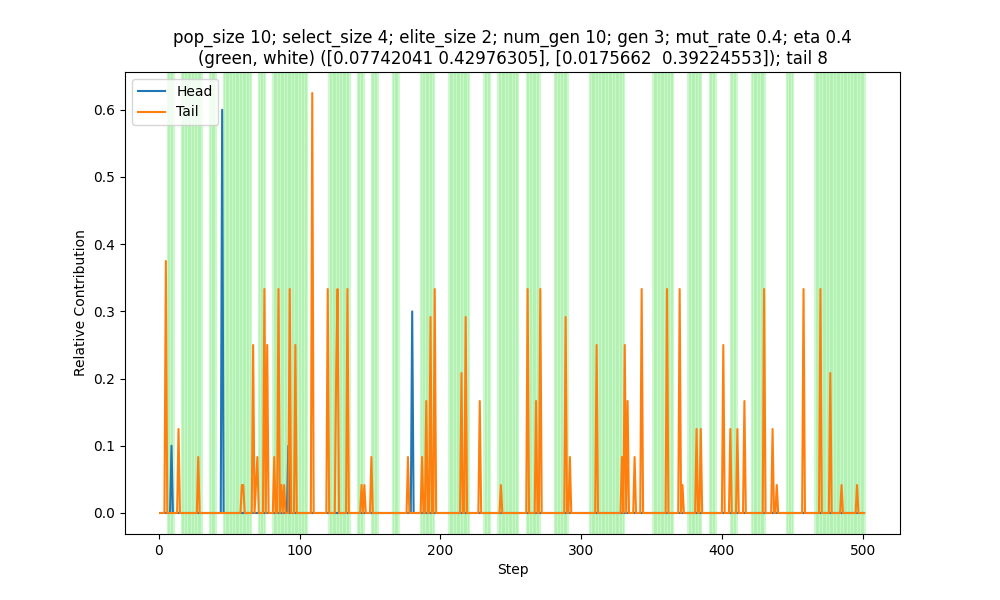 pop_size 10; select_size 4; elite_size 2; num_gen 10; gen 3; mut_rate 0.4; eta 0.4
(green, white) ([0.07742041 0.42976305], [0.0175662  0.39224553]); tail 8
Head
Tail
0.6
0.5
0.4
0.3
0.2
0.1
0.0
Relative Contribution
0 100 200 300 400 500
Step